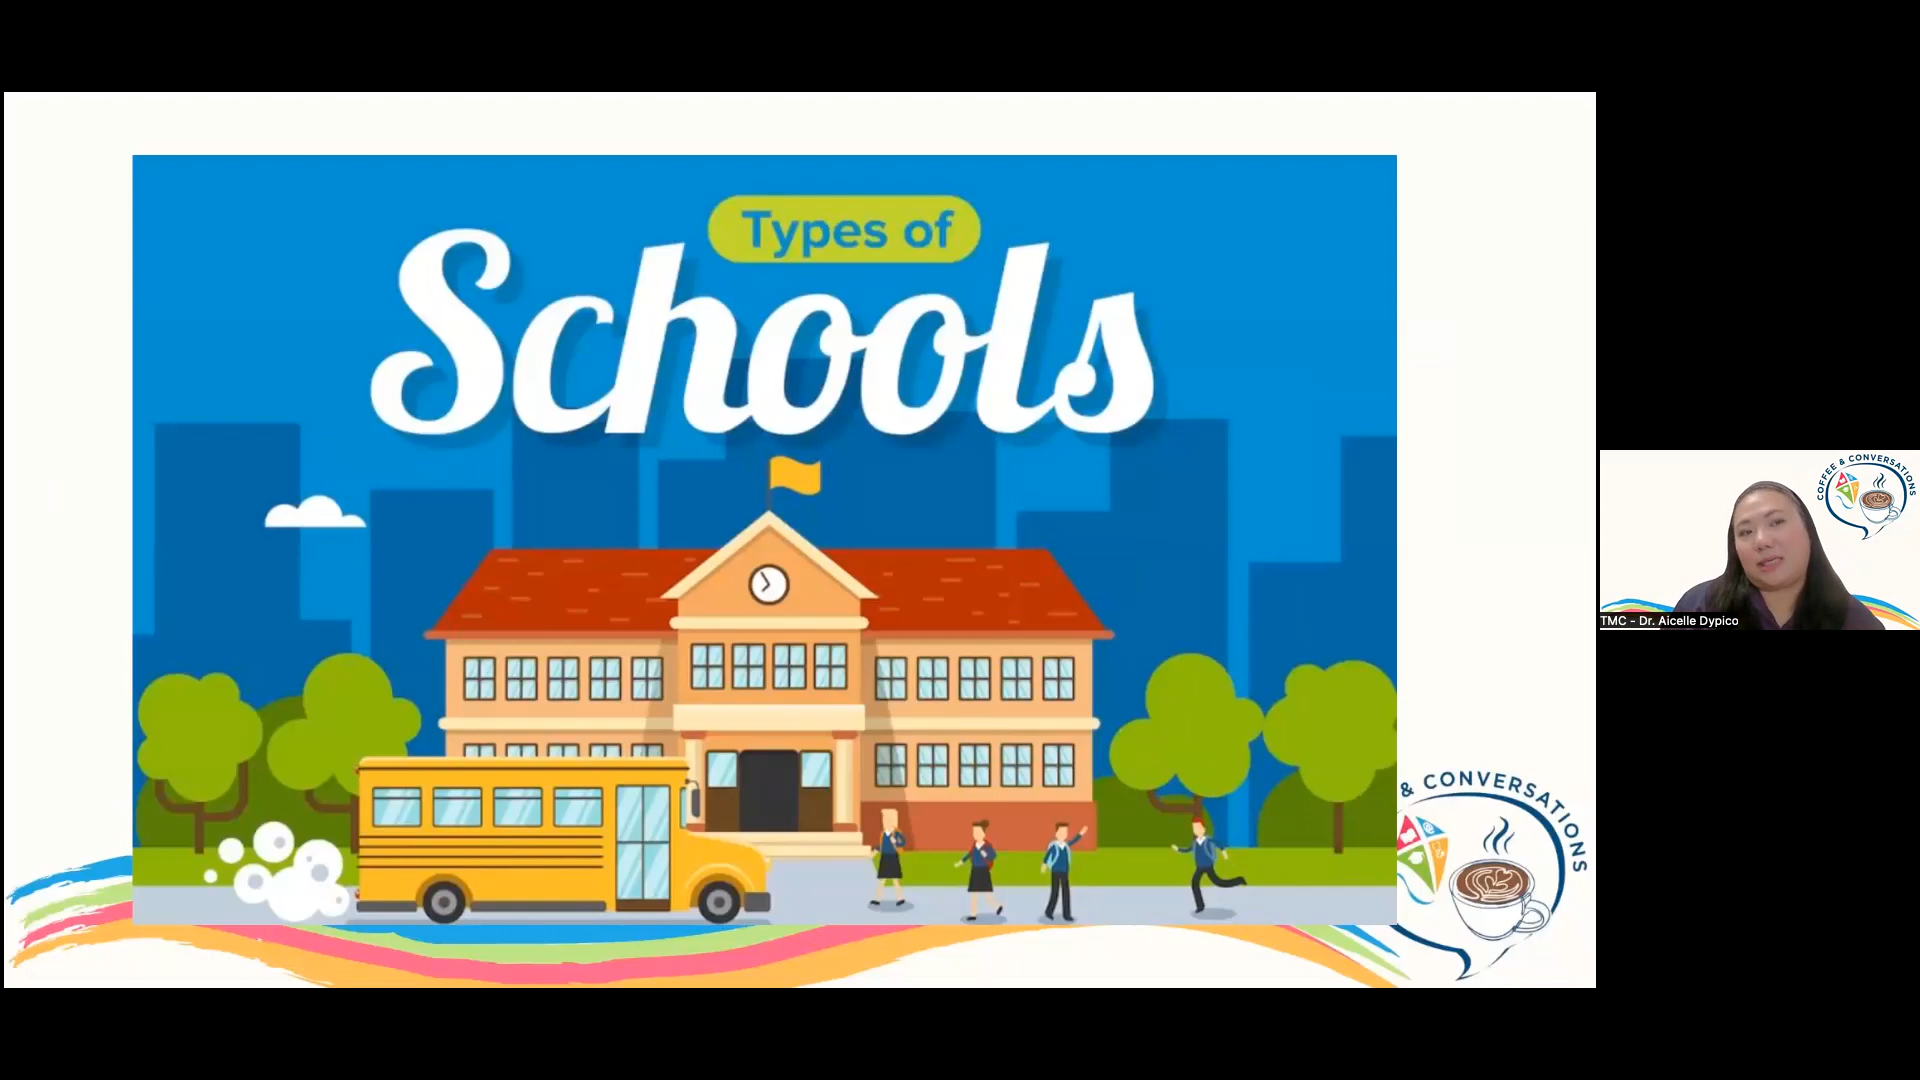 Types of
Schools
& CONVERSATIONS
COFFEE & CONVERSATIONS
TMC - Dr. Aicelle Dypico